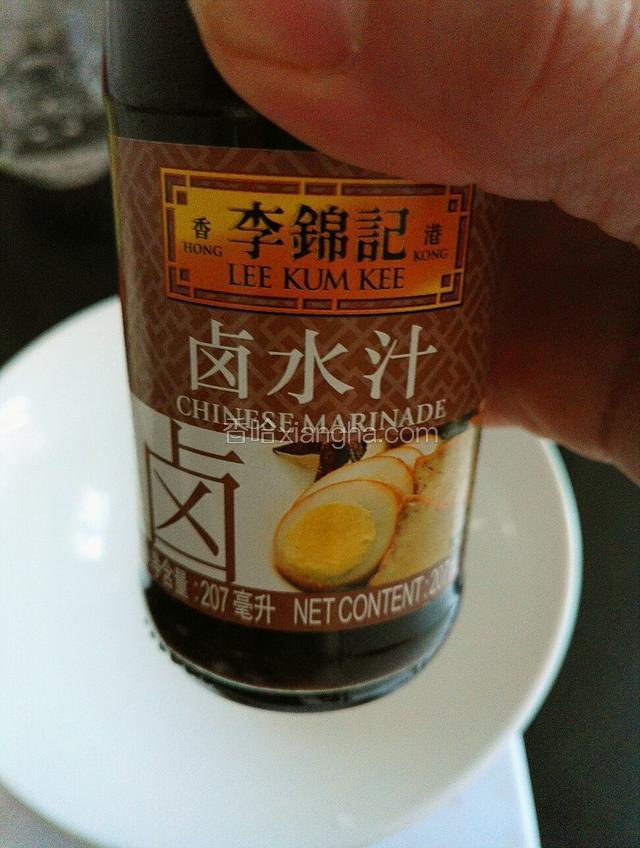 香 李錦記 港
HONG LEE KUM KEE KONG
卤水汁
CHINESE MARINADE
香哈xiangha.com
卤
净含量:207毫升 NET CONTENT:207